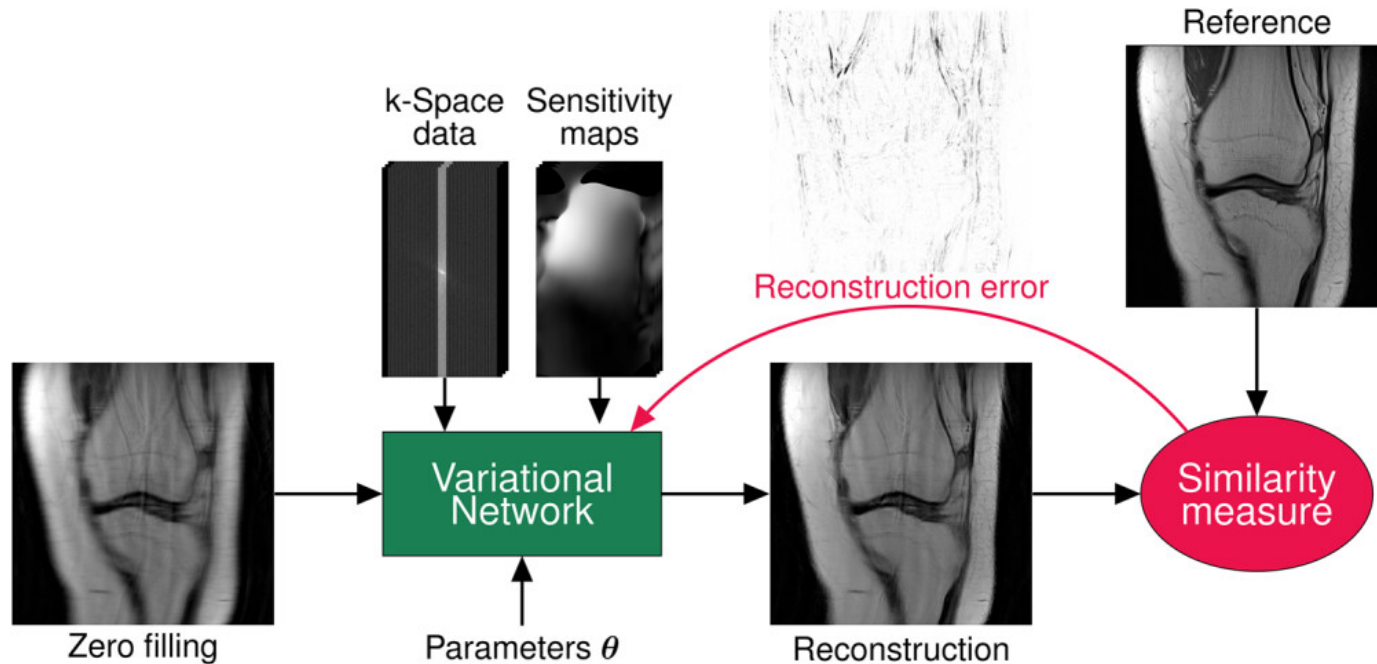 Reference
k-Space
data
Sensitivity
maps
Reconstruction error
Variational
Network
Similarity
measure
Zero filling
Parameters θ
Reconstruction